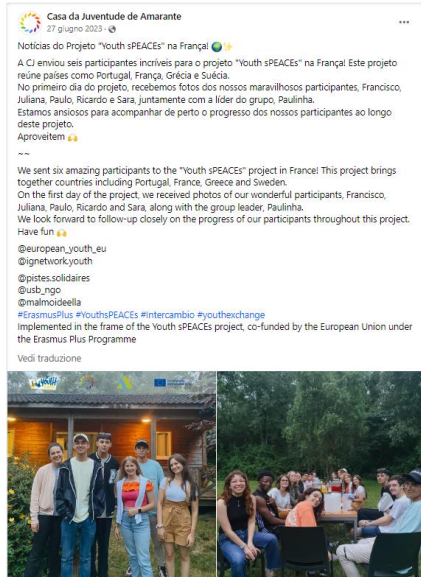 Casa da Juventude de Amarante
27 giugno 2023 ·
Notícias do Projeto "Youth sPEACEs" na França! 🌍✨
A CJ enviou seis participantes incríveis para o projeto "Youth sPEACEs" na França! Este projeto
reúne países como Portugal, França, Grécia e Suécia.
No primeiro dia do projeto, recebemos fotos dos nossos maravilhosos participantes, Francisco,
Juliana, Paulo, Ricardo e Sara, juntamente com a líder do grupo, Paulinha.
Estamos ansiosos para acompanhar de perto o progresso dos nossos participantes ao longo
deste projeto.
Aproveitem 🙌
~~
We sent six amazing participants to the "Youth sPEACEs" project in France! This project brings
together countries including Portugal, France, Greece and Sweden.
On the first day of the project, we received photos of our wonderful participants, Francisco,
Juliana, Paulo, Ricardo and Sara, along with the group leader, Paulinha.
We look forward to follow-up closely on the progress of our participants throughout this project.
Have fun 🙌
@european_youth_eu
@ignetwork.youth
@pistes.solidaires
@usb_ngo
@malmoideella
#ErasmusPlus #YouthsPEACEs #Intercambio #youthexchange
Implemented in the frame of the Youth sPEACEs project, co-funded by the European Union under
the Erasmus Plus Programme
Vedi traduzione